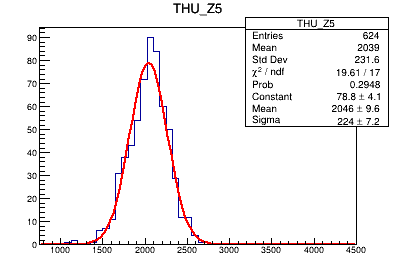 THU_Z5
THU_Z5
Entries 624
Mean 2039
Std Dev 231.6
χ² / ndf 19.61 / 17
Prob 0.2948
Constant 78.8 ± 4.1
Mean 2046 ± 9.6
Sigma 224 ± 7.2
90
80
70
60
50
40
30
20
10
0
1000 1500 2000 2500 3000 3500 4000 4500